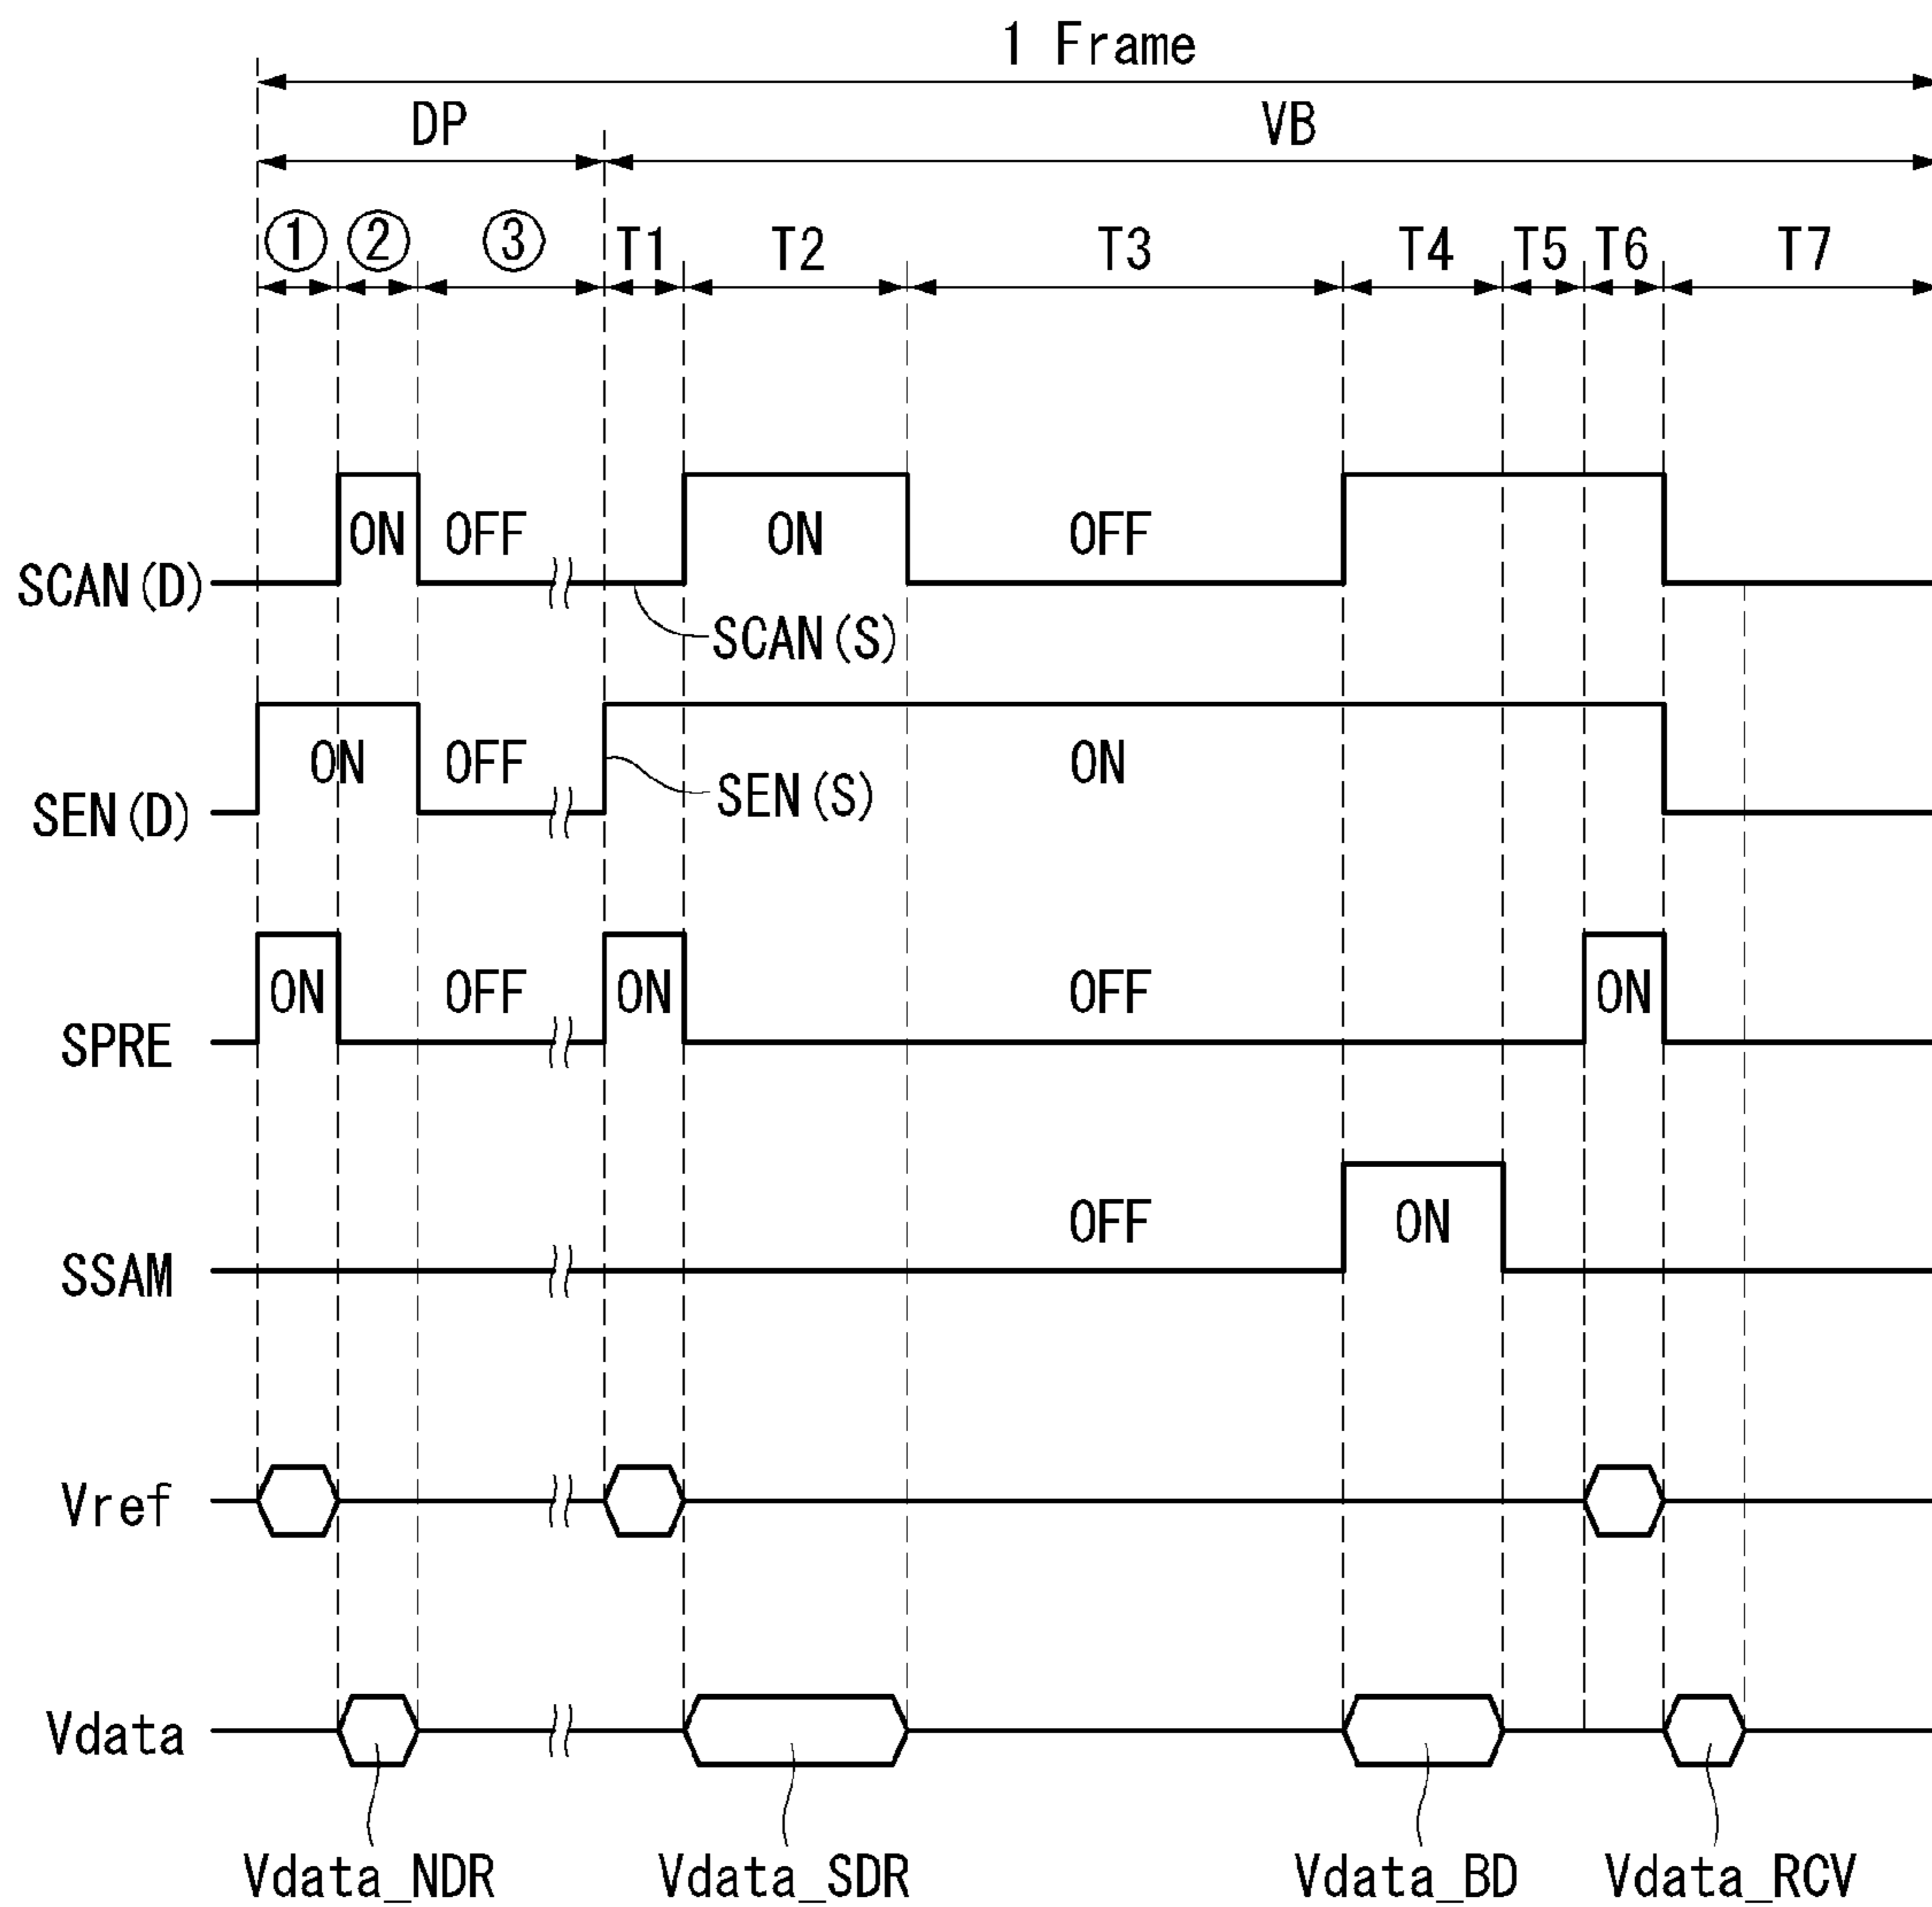 1 Frame
DP VB
① ② ③ T1 T2 T3 T4 T5 T6 T7
ON OFF ON OFF
SCAN(D)
SCAN(S)
ON OFF ON
SEN(D) SEN(S)
ON OFF ON OFF ON
SPRE
OFF ON
SSAM
Vref
Vdata
Vdata_NDR Vdata_SDR Vdata_BD Vdata_RCV